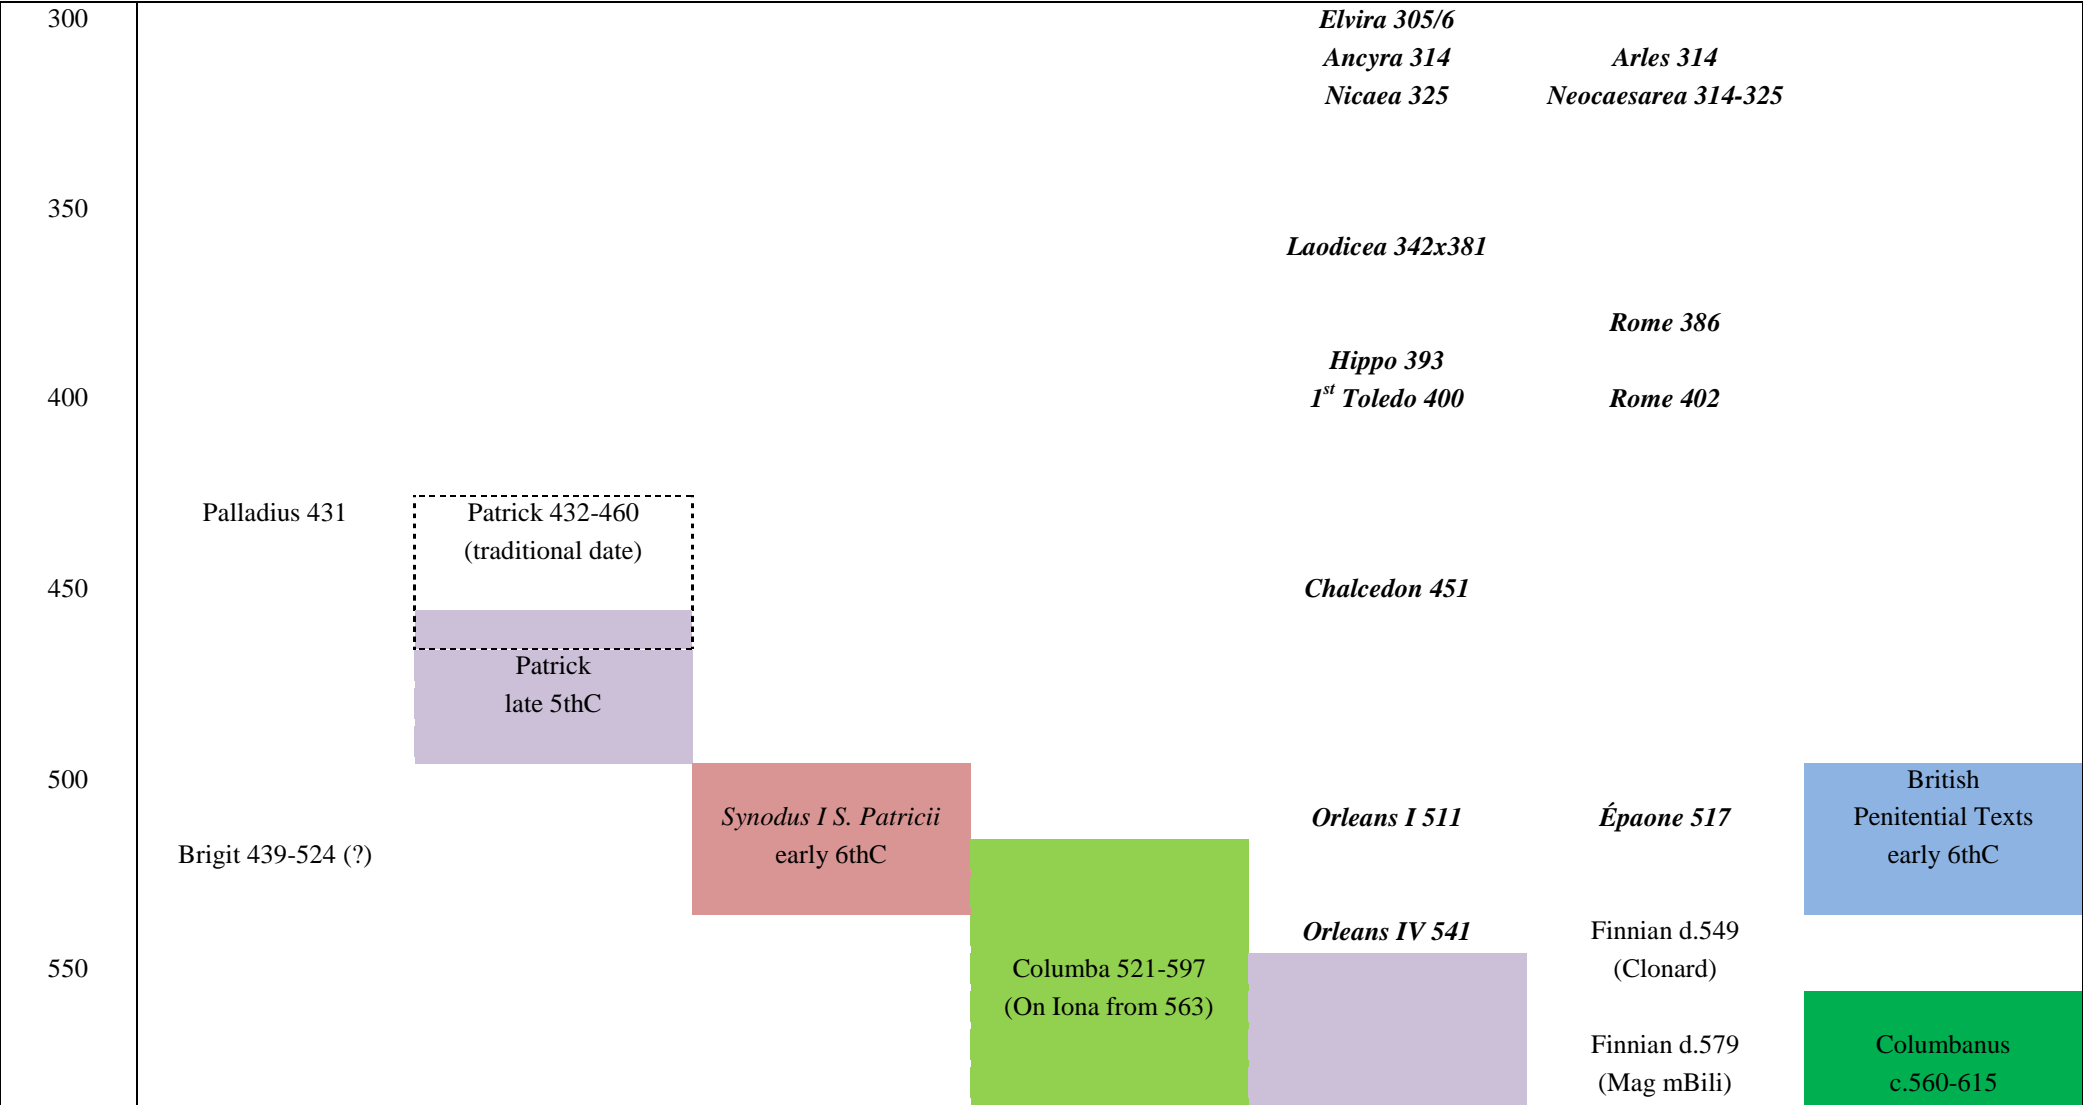 300 Elvira 305/6
Ancyra 314 Arles 314
Nicaea 325 Neocaesarea 314-325
350
Laodicea 342x381
Rome 386
Hippo 393
400 1st Toledo 400 Rome 402
Palladius 431 Patrick 432-460
(traditional date)
450 Chalcedon 451
Patrick
late 5thC
500 British
Synodus I S. Patricii Orleans I 511 Épaone 517 Penitential Texts
Brigit 439-524 (?) early 6thC early 6thC
Orleans IV 541 Finnian d.549
550 Columba 521-597 (Clonard)
(On Iona from 563)
Finnian d.579 Columbanus
(Mag mBili) c.560-615